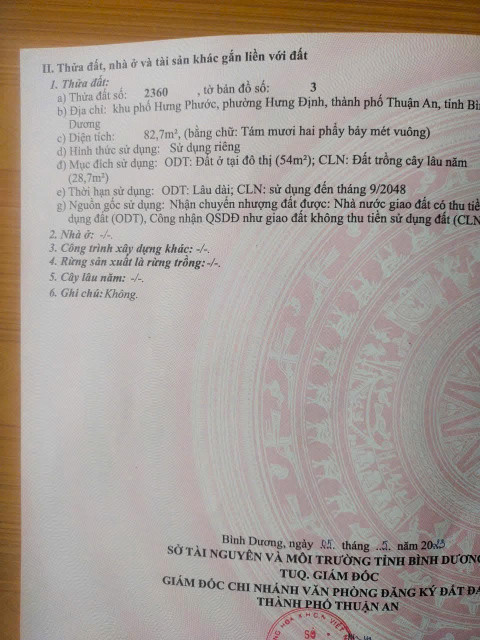 II. Thửa đất, nhà ở và tài sản khác gắn liền với đất
1. Thửa đất:
a) Thửa đất số: 2360 , tờ bản đồ số: 3
b) Địa chỉ: khu phố Hưng Phước, phường Hưng Định, thành phố Thuận An, tỉnh Bì
Dương
c) Diện tích: 82,7m², (bằng chữ: Tám mươi hai phẩy bảy mét vuông)
d) Hình thức sử dụng: Sử dụng riêng
đ) Mục đích sử dụng: ODT: Đất ở tại đô thị (54m²); CLN: Đất trồng cây lâu năm
(28,7m²)
e) Thời hạn sử dụng: ODT: Lâu dài; CLN: sử dụng đến tháng 9/2048
g) Nguồn gốc sử dụng: Nhận chuyển nhượng đất được: Nhà nước giao đất có thu tiề
dụng đất (ODT), Công nhận QSDĐ như giao đất không thu tiền sử dụng đất (CLN
2. Nhà ở: -/-.
3. Công trình xây dựng khác: -/-.
4. Rừng sản xuất là rừng trồng: -/-.
5. Cây lâu năm: -/-.
6. Ghi chú: Không.
Bình Dương, ngày 05 tháng 5 năm 2023
SỞ TÀI NGUYÊN VÀ MÔI TRƯỜNG TỈNH BÌNH DƯƠNG
TUQ. GIÁM ĐỐC
GIÁM ĐỐC CHI NHÁNH VĂN PHÒNG ĐĂNG KÝ ĐẤT ĐA
THÀNH PHỐ THUẬN AN
SỞ